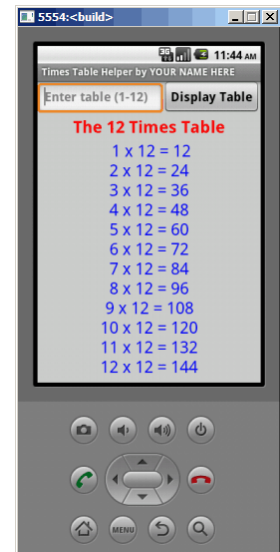 5554:<build>
3G 11:44 AM
Times Table Helper by YOUR NAME HERE
Enter table (1-12) Display Table
The 12 Times Table
1 x 12 = 12
2 x 12 = 24
3 x 12 = 36
4 x 12 = 48
5 x 12 = 60
6 x 12 = 72
7 x 12 = 84
8 x 12 = 96
9 x 12 = 108
10 x 12 = 120
11 x 12 = 132
12 x 12 = 144
MENU